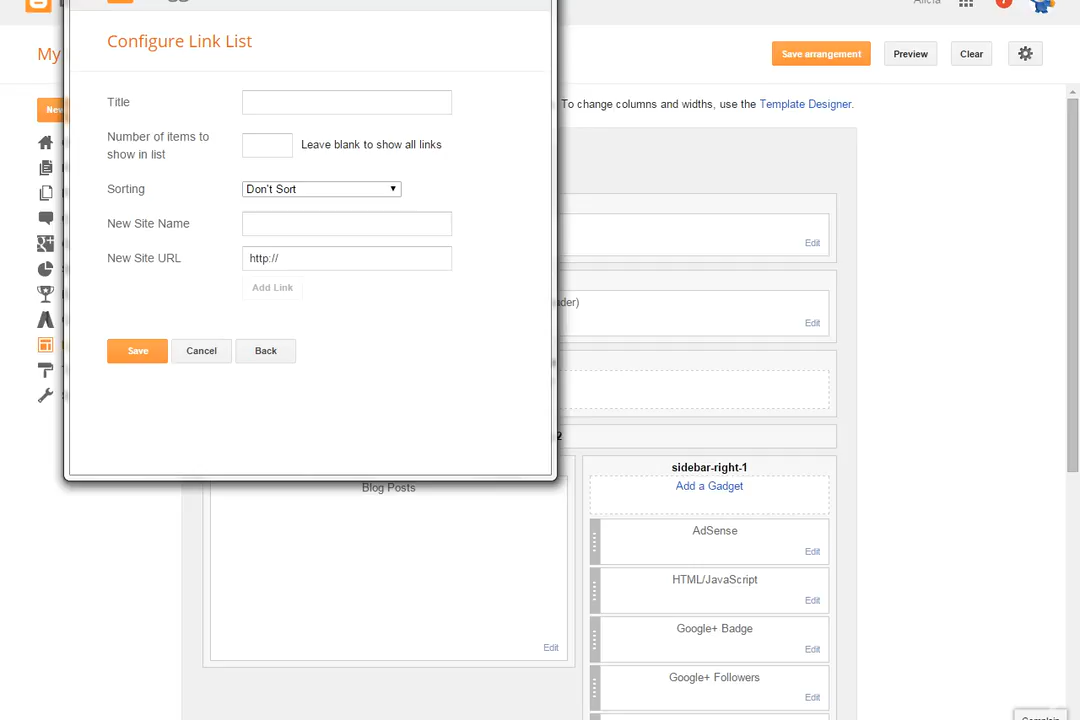 Alicia
My
Save arrangement
Preview
Clear
New
To change columns and widths, use the Template Designer.
Configure Link List
Title
Number of items to
show in list
Leave blank to show all links
Sorting
Don't Sort
New Site Name
New Site URL
http://
Add Link
Save
Cancel
Back
Edit
Edit
2
sidebar-right-1
Add a Gadget
Blog Posts
Edit
AdSense
Edit
HTML/JavaScript
Edit
Google+ Badge
Edit
Google+ Followers
Edit